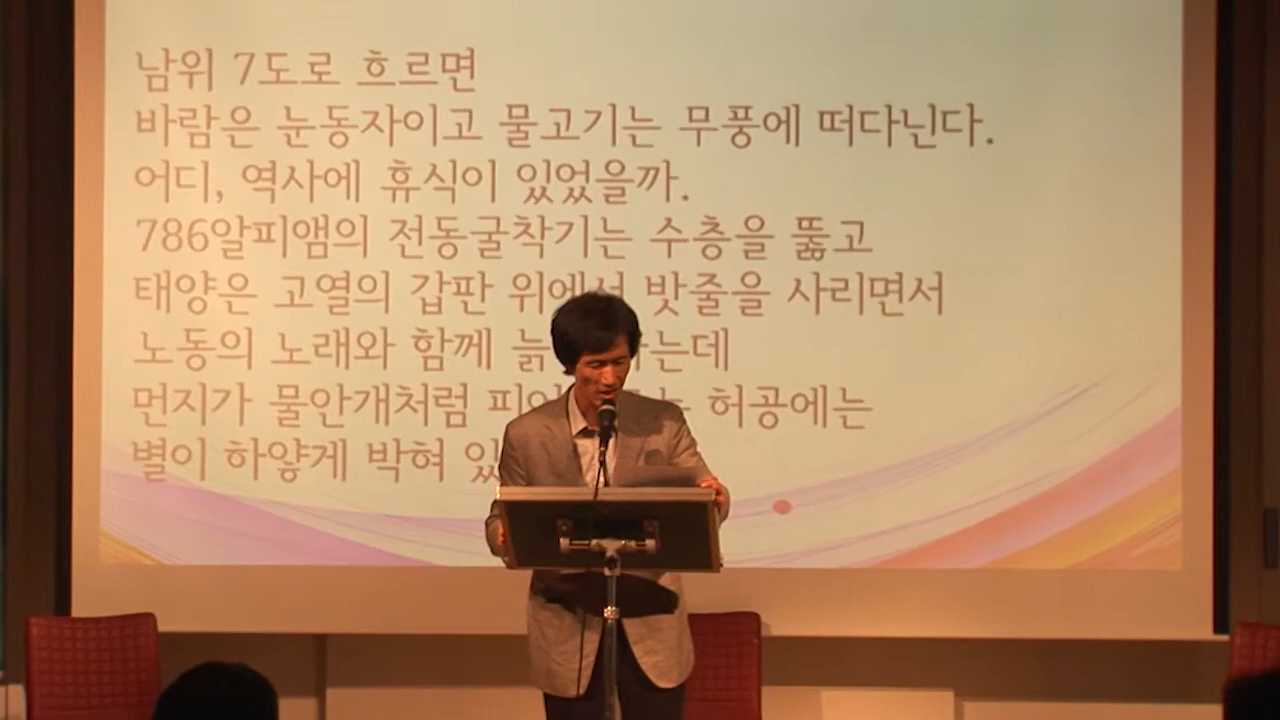 남위 7도로 흐르면
바람은 눈동자이고 물고기는 무풍에 떠다닌다.
어디, 역사에 휴식이 있었을까.
786알피앰의 전동굴착기는 수층을 뚫고
태양은 고열의 갑판 위에서 밧줄을 사리면서
노동의 노래와 함께
먼지가 물안개처럼 허공에는
별이 하얗게 박혀